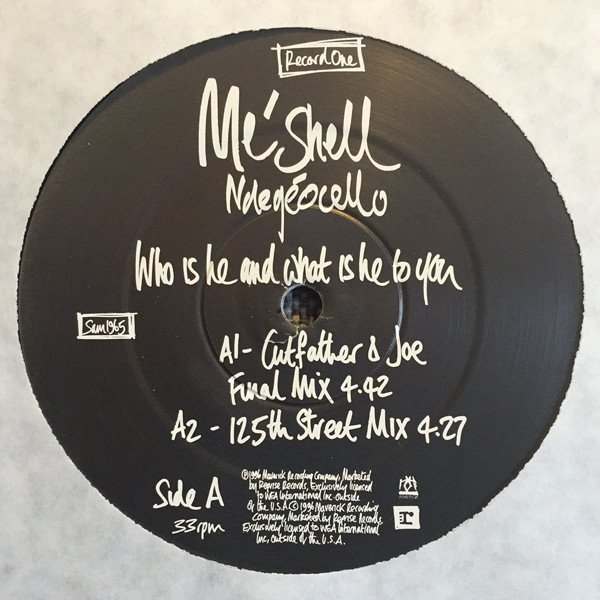 Record One
Me'Shell
Ndegéocello
Who is he and what is he to you
Sam1965
A1 - Cutfather & Joe
Final Mix 4.42
A2 - 125th Street Mix 4.27
Side A
33rpm
℗1996 Maverick Recording Company, Marketed
by Reprise Records, Exclusively licensed
to WEA International Inc. outside
of the U.S.A © 1996 Maverick Recording
Company, Marketed by Reprise Records.
Exclusively licensed to WEA International
Inc, outside of the U.S.A.